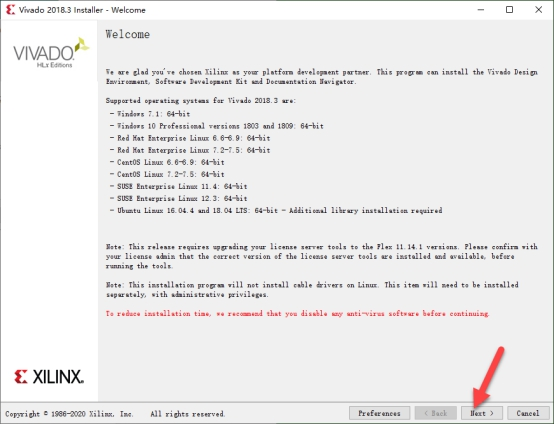 Vivado 2018.3 Installer - Welcome
VIVADO.
HLx Editions
Welcome
We are glad you've chosen Xilinx as your platform development partner. This program can install the Vivado Design
Environment, Software Development Kit and Documentation Navigator.
Supported operating systems for Vivado 2018.3 are:
- Windows 7.1: 64-bit
- Windows 10 Professional versions 1803 and 1809: 64-bit
- Red Hat Enterprise Linux 6.6-6.9: 64-bit
- Red Hat Enterprise Linux 7.2-7.5: 64-bit
- CentOS Linux 6.6-6.9: 64-bit
- CentOS Linux 7.2-7.5: 64-bit
- SUSE Enterprise Linux 11.4: 64-bit
- SUSE Enterprise Linux 12.3: 64-bit
- Ubuntu Linux 16.04.4 and 18.04 LTS: 64-bit - Additional library installation required
Note: This release requires upgrading your license server tools to the Flex 11.14.1 versions. Please confirm with
your license admin that the correct version of the license server tools are installed and available, before
running the tools.
Note: This installation program will not install cable drivers on Linux. This item will need to be installed
separately, with administrative privileges.
To reduce installation time, we recommend that you disable any anti-virus software before continuing.
XILINX.
Copyright © 1986-2020 Xilinx, Inc. All rights reserved.
Preferences
< Back
Next >
Cancel